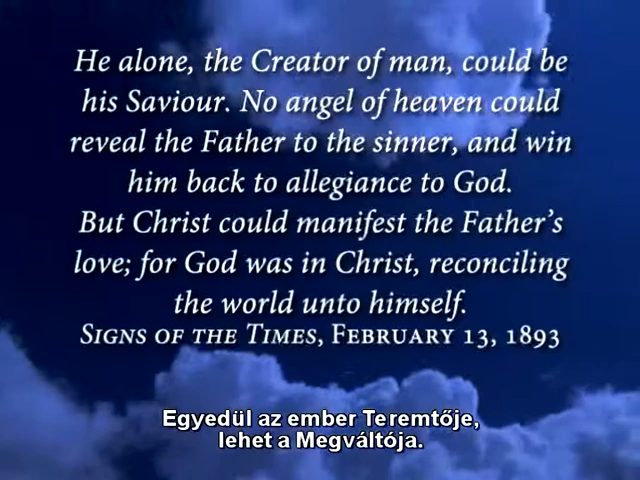 He alone, the Creator of man, could be
his Saviour. No angel of heaven could
reveal the Father to the sinner, and win
him back to allegiance to God.
But Christ could manifest the Father's
love; for God was in Christ, reconciling
the world unto himself.
Signs of the Times, February 13, 1893
Egyedül az ember Teremtője,
lehet a Megváltója.